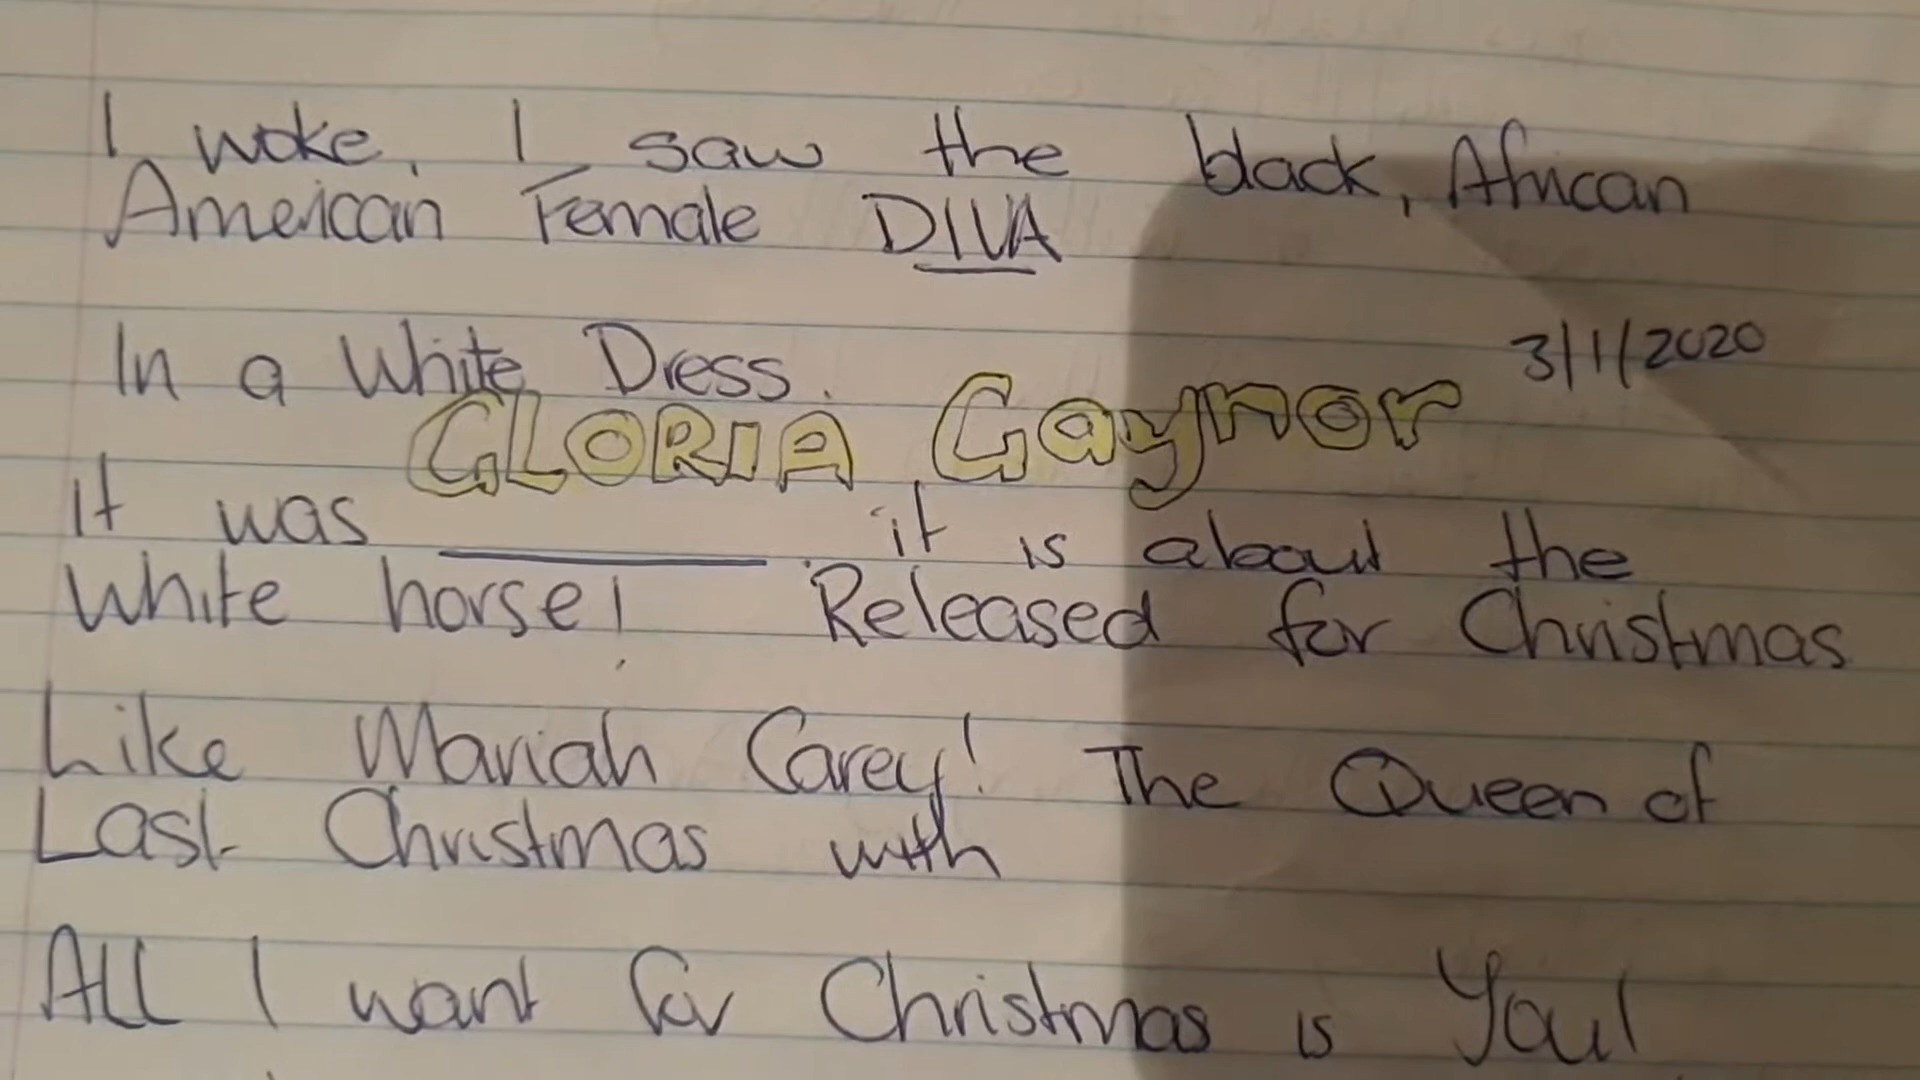 I woke. I saw the black, African
American Female DIVA
In a White Dress.
3/1/2020
GLORIA Gaynor
it was ________ it is about the
White horse! Released for Christmas
Like Mariah Carey! The Queen of
Last Christmas with
All I want for Christmas is You!